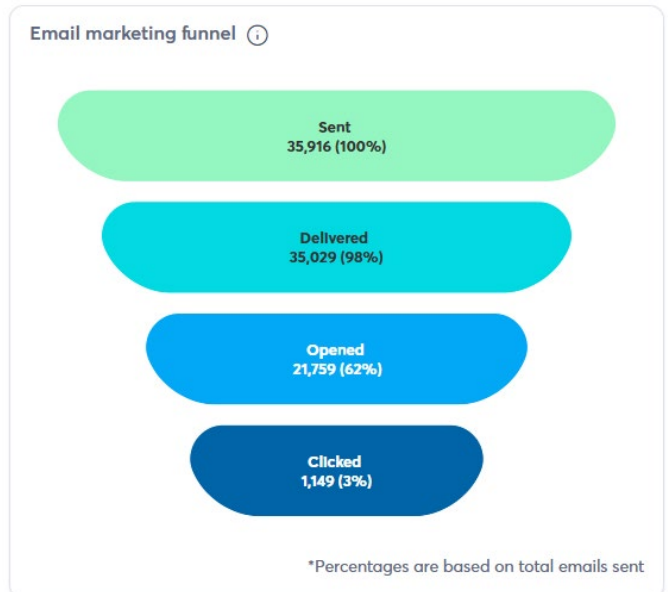 Email marketing funnel
Sent
35,916 (100%)
Delivered
35,029 (98%)
Opened
21,759 (62%)
Clicked
1,149 (3%)
*Percentages are based on total emails sent